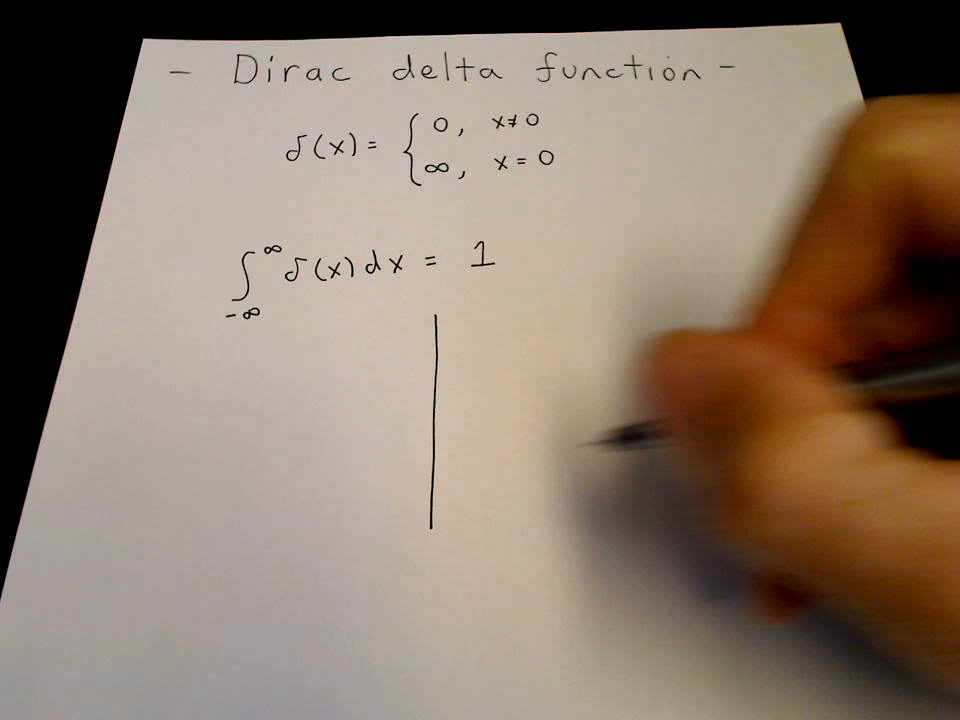 - Dirac delta function -
δ(x) = { 0, x≠0
∞, x = 0
∫_{-∞}^{∞} δ(x) dx = 1